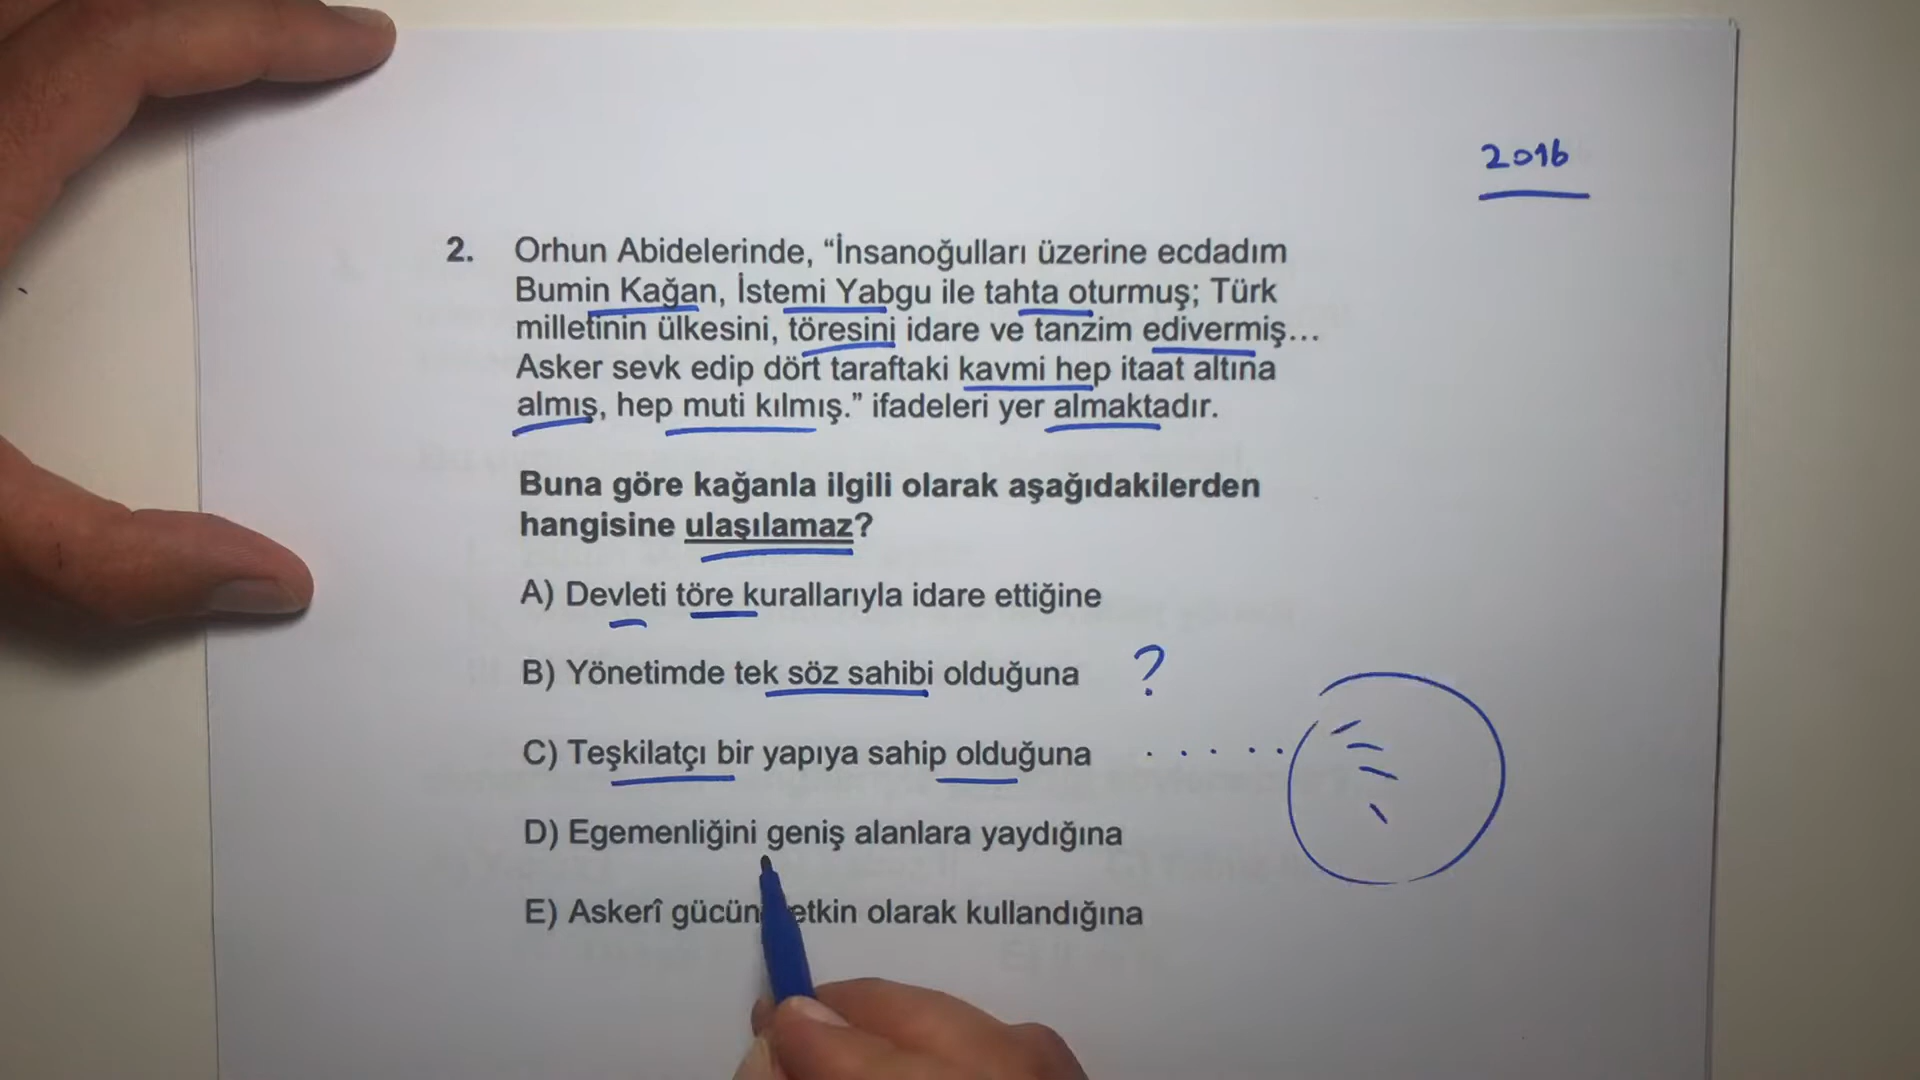 2016
2. Orhun Abidelerinde, “İnsanoğulları üzerine ecdadım
Bumin Kağan, İstemi Yabgu ile tahta oturmuş; Türk
milletinin ülkesini, töresini idare ve tanzim edivermiş...
Asker sevk edip dört taraftaki kavmi hep itaat altına
almış, hep muti kılmış.” ifadeleri yer almaktadır.
Buna göre kağanla ilgili olarak aşağıdakilerden
hangisine ulaşılamaz?
A) Devleti töre kurallarıyla idare ettiğine
B) Yönetimde tek söz sahibi olduğuna ?
C) Teşkilatçı bir yapıya sahip olduğuna .....
D) Egemenliğini geniş alanlara yaydığına
E) Askerî etkin olarak kullandığına